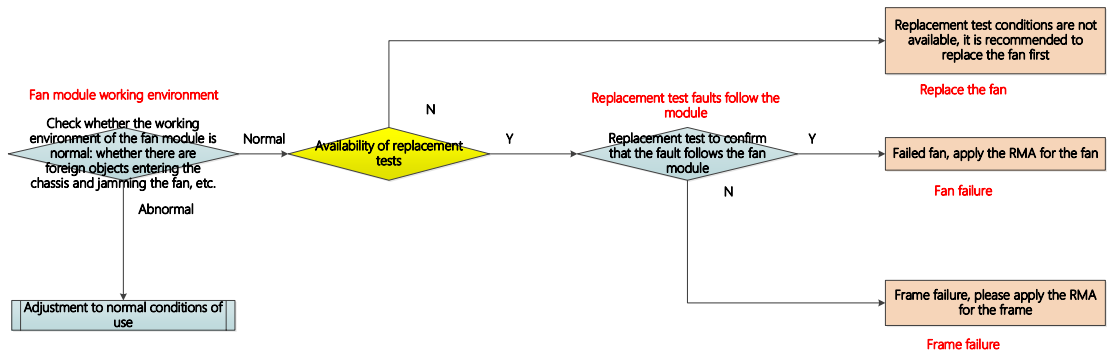 Fan module working environment
Check whether the working
environment of the fan module is
normal: whether there are
foreign objects entering the
chassis and jamming the fan, etc.
Normal
Abnormal
Adjustment to normal conditions of
use
Availability of replacement
tests
N
Y
Replacement test faults follow the
module
Replacement test to confirm
that the fault follows the fan
module
Y
N
Replacement test conditions are not
available, it is recommended to
replace the fan first
Replace the fan
Failed fan, apply the RMA for the fan
Fan failure
Frame failure, please apply the RMA
for the frame
Frame failure